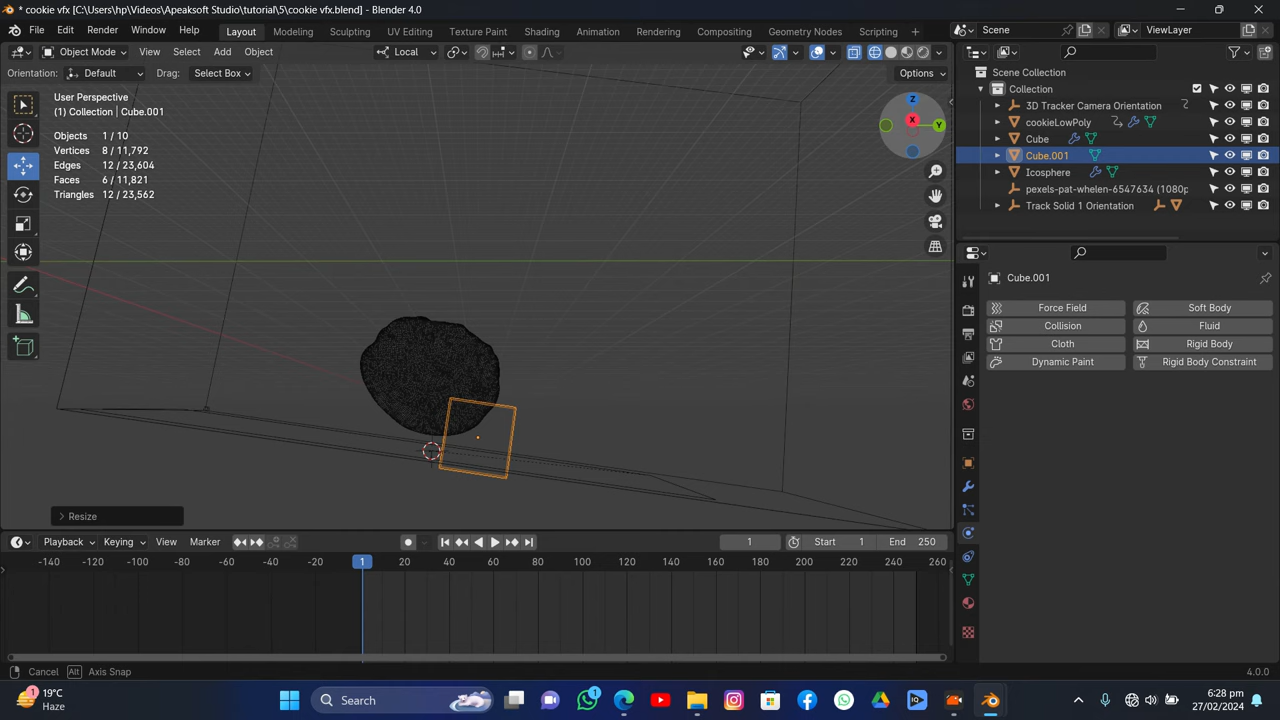 * cookie vfx [C:\Users\hp\Videos\Apeaksoft Studio\tutorial\5\cookie vfx.blend] - Blender 4.0
File Edit Render Window Help Layout Modeling Sculpting UV Editing Texture Paint Shading Animation Rendering Compositing Geometry Nodes Scripting + Scene ViewLayer
Object Mode View Select Add Object Local
Orientation: Default Drag: Select Box Options
User Perspective
(1) Collection | Cube.001
Objects 1 / 10
Vertices 8 / 11,792
Edges 12 / 23,604
Faces 6 / 11,821
Triangles 12 / 23,562
Z
X
Y
Resize
Scene Collection
Collection
3D Tracker Camera Orientation
cookieLowPoly
Cube
Cube.001
Icosphere
pexels-pat-whelen-6547634 (1080p
Track Solid 1 Orientation
Cube.001
Force Field Soft Body
Collision Fluid
Cloth Rigid Body
Dynamic Paint Rigid Body Constraint
Playback Keying View Marker 1 Start 1 End 250
-140 -120 -100 -80 -60 -40 -20 1 20 40 60 80 100 120 140 160 180 200 220 240 260
Cancel Alt Axis Snap 4.0.0
1 19°C
Haze
Search
1
IQ
6:28 pm
27/02/2024